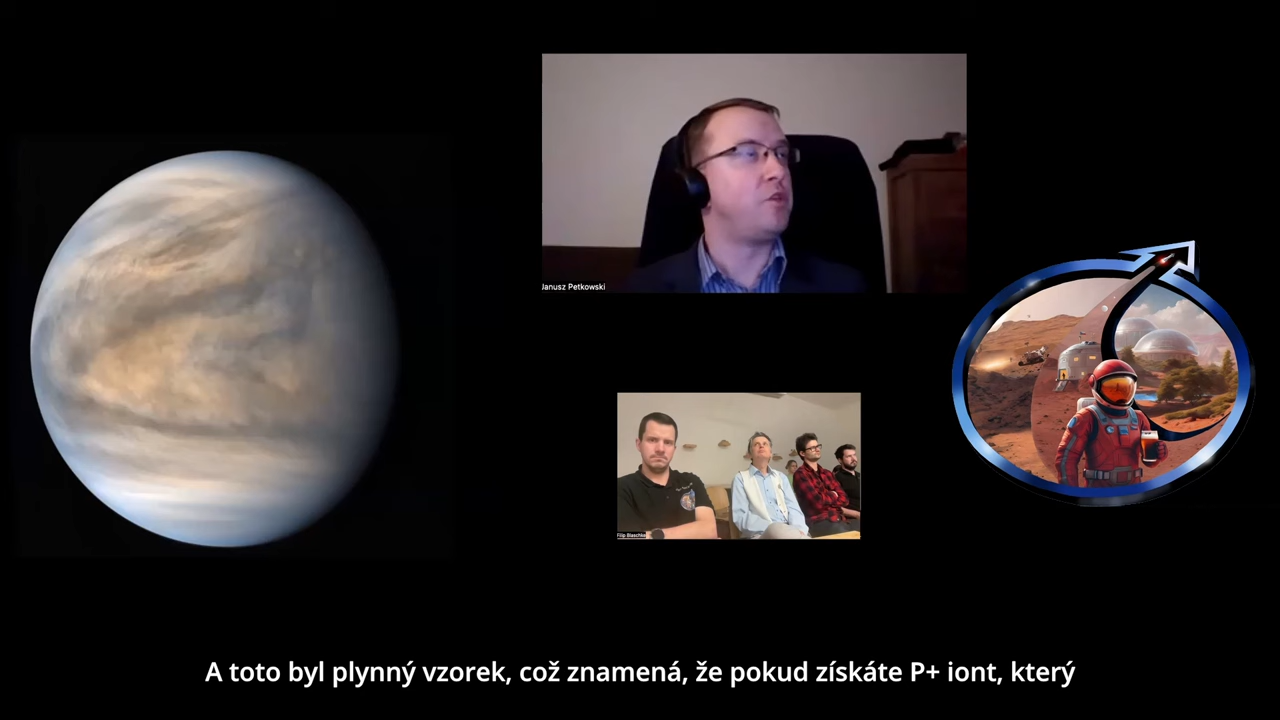 Janusz Petkowski
Filip Blaschke
A toto byl plynný vzorek, což znamená, že pokud získáte P+ iont, který